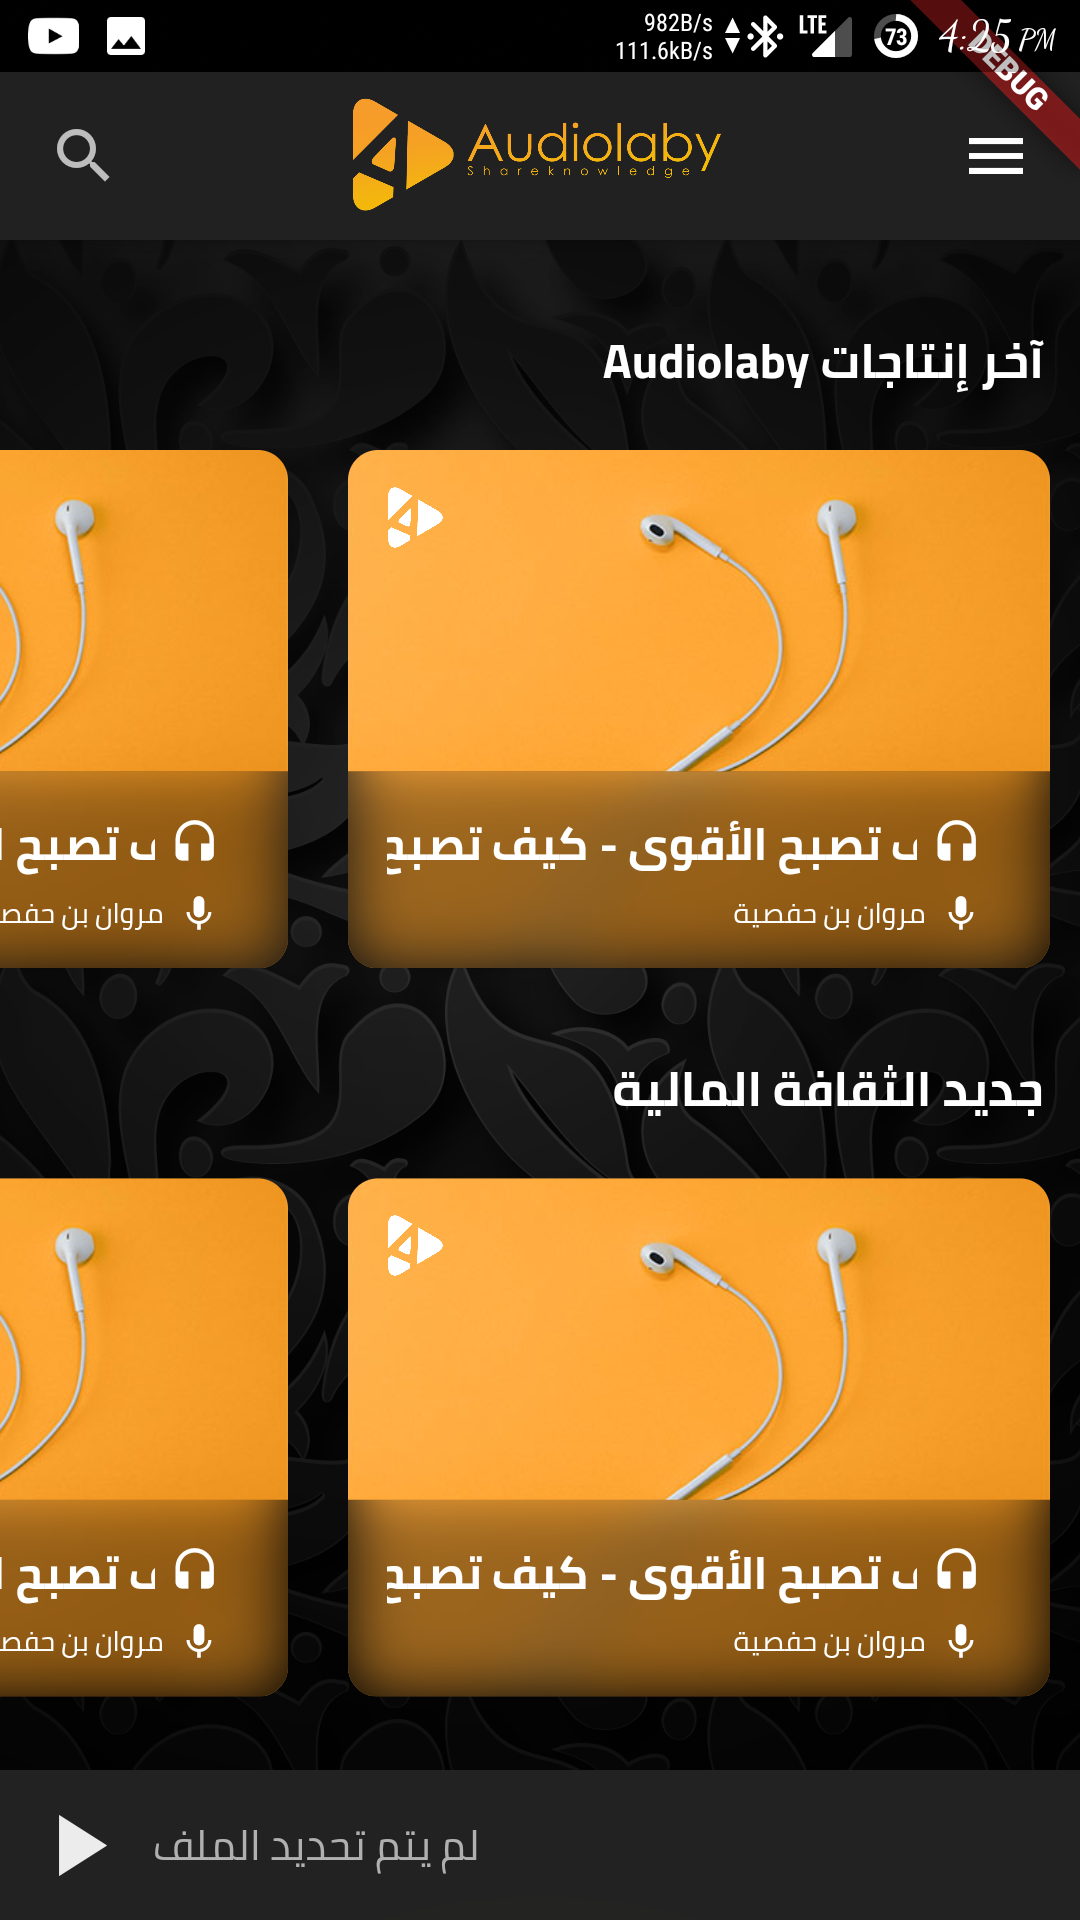 982B/s
111.6kB/s
LTE
73
4:25 PM
DEBUG
Audiolaby
Shareknowledge
آخر إنتاجات Audiolaby
ف تصبح الأقوى - كيف تصبح
ف تصبح ا
مروان بن حفصية
مروان بن حفص
جديد الثقافة المالية
ف تصبح الأقوى - كيف تصبح
ف تصبح ا
مروان بن حفصية
مروان بن حفص
لم يتم تحديد الملف